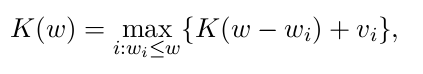 K(w) = max_{i:w_i≤w} {K(w − w_i) + v_i},